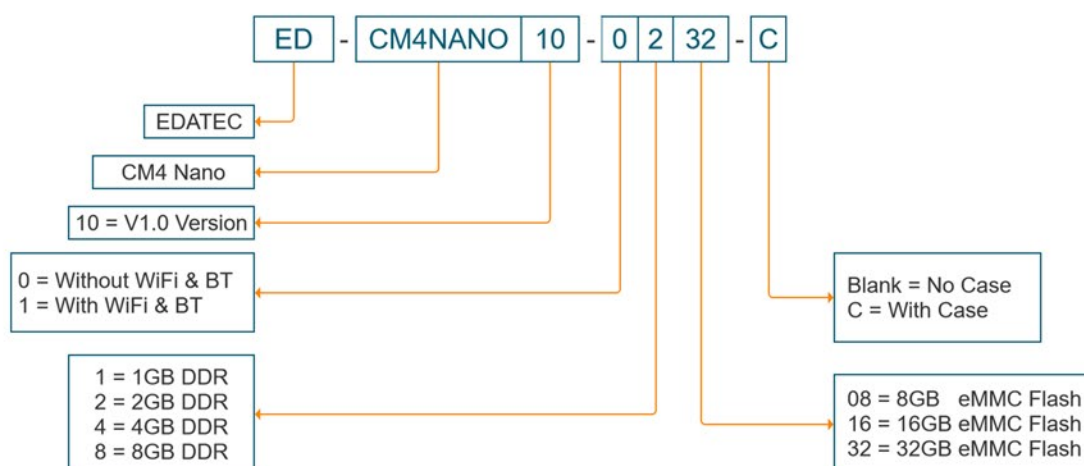 ED - CM4NANO 10 - 0 2 32 - C
EDATEC
CM4 Nano
10 = V1.0 Version
0 = Without WiFi & BT
1 = With WiFi & BT
1 = 1GB DDR
2 = 2GB DDR
4 = 4GB DDR
8 = 8GB DDR
Blank = No Case
C = With Case
08 = 8GB eMMC Flash
16 = 16GB eMMC Flash
32 = 32GB eMMC Flash